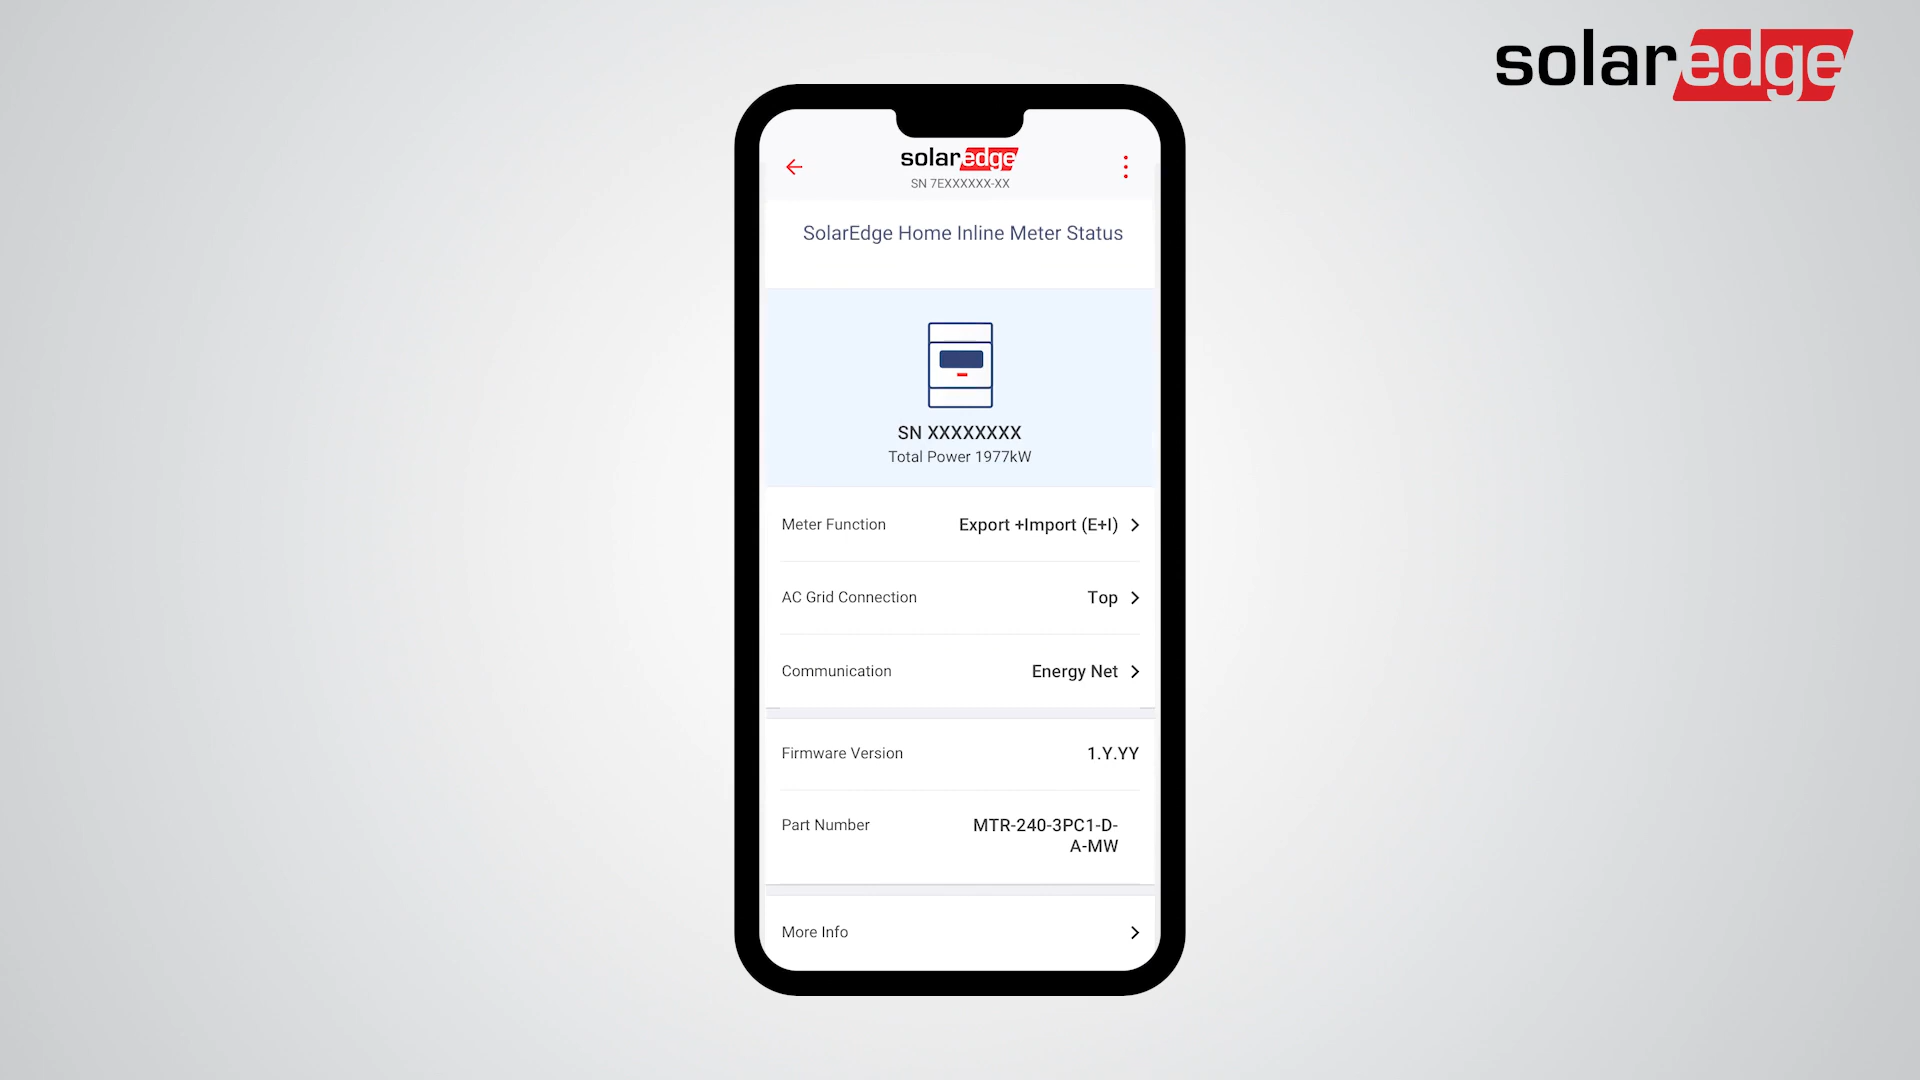 solaredge
solaredge
SN 7EXXXXXX-XX
SolarEdge Home Inline Meter Status
SN XXXXXXXX
Total Power 1977kW
Meter Function Export +Import (E+I)
AC Grid Connection Top
Communication Energy Net
Firmware Version 1.Y.YY
Part Number MTR-240-3PC1-D-
A-MW
More Info